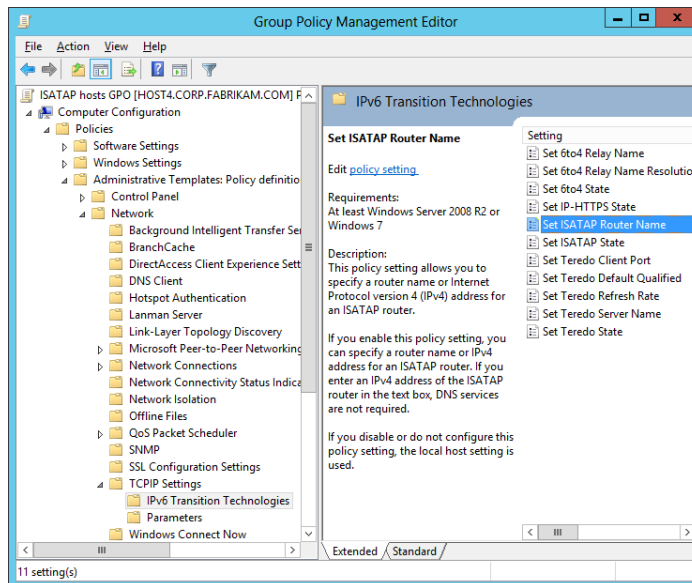 Group Policy Management Editor
File Action View Help
ISATAP hosts GPO [HOST4.CORP.FABRIKAM.COM] P
Computer Configuration
Policies
Software Settings
Windows Settings
Administrative Templates: Policy definitio
Control Panel
Network
Background Intelligent Transfer Se
BranchCache
DirectAccess Client Experience Sett
DNS Client
Hotspot Authentication
Lanman Server
Link-Layer Topology Discovery
Microsoft Peer-to-Peer Networking
Network Connections
Network Connectivity Status Indica
Network Isolation
Offline Files
QoS Packet Scheduler
SNMP
SSL Configuration Settings
TCPIP Settings
IPv6 Transition Technologies
Parameters
Windows Connect Now
IPv6 Transition Technologies
Set ISATAP Router Name
Edit policy setting
Requirements:
At least Windows Server 2008 R2 or
Windows 7
Description:
This policy setting allows you to
specify a router name or Internet
Protocol version 4 (IPv4) address for
an ISATAP router.
If you enable this policy setting, you
can specify a router name or IPv4
address for an ISATAP router. If you
enter an IPv4 address of the ISATAP
router in the text box, DNS services
are not required.
If you disable or do not configure this
policy setting, the local host setting is
used.
Setting
Set 6to4 Relay Name
Set 6to4 Relay Name Resolutio
Set 6to4 State
Set IP-HTTPS State
Set ISATAP Router Name
Set ISATAP State
Set Teredo Client Port
Set Teredo Default Qualified
Set Teredo Refresh Rate
Set Teredo Server Name
Set Teredo State
Extended Standard
11 setting(s)